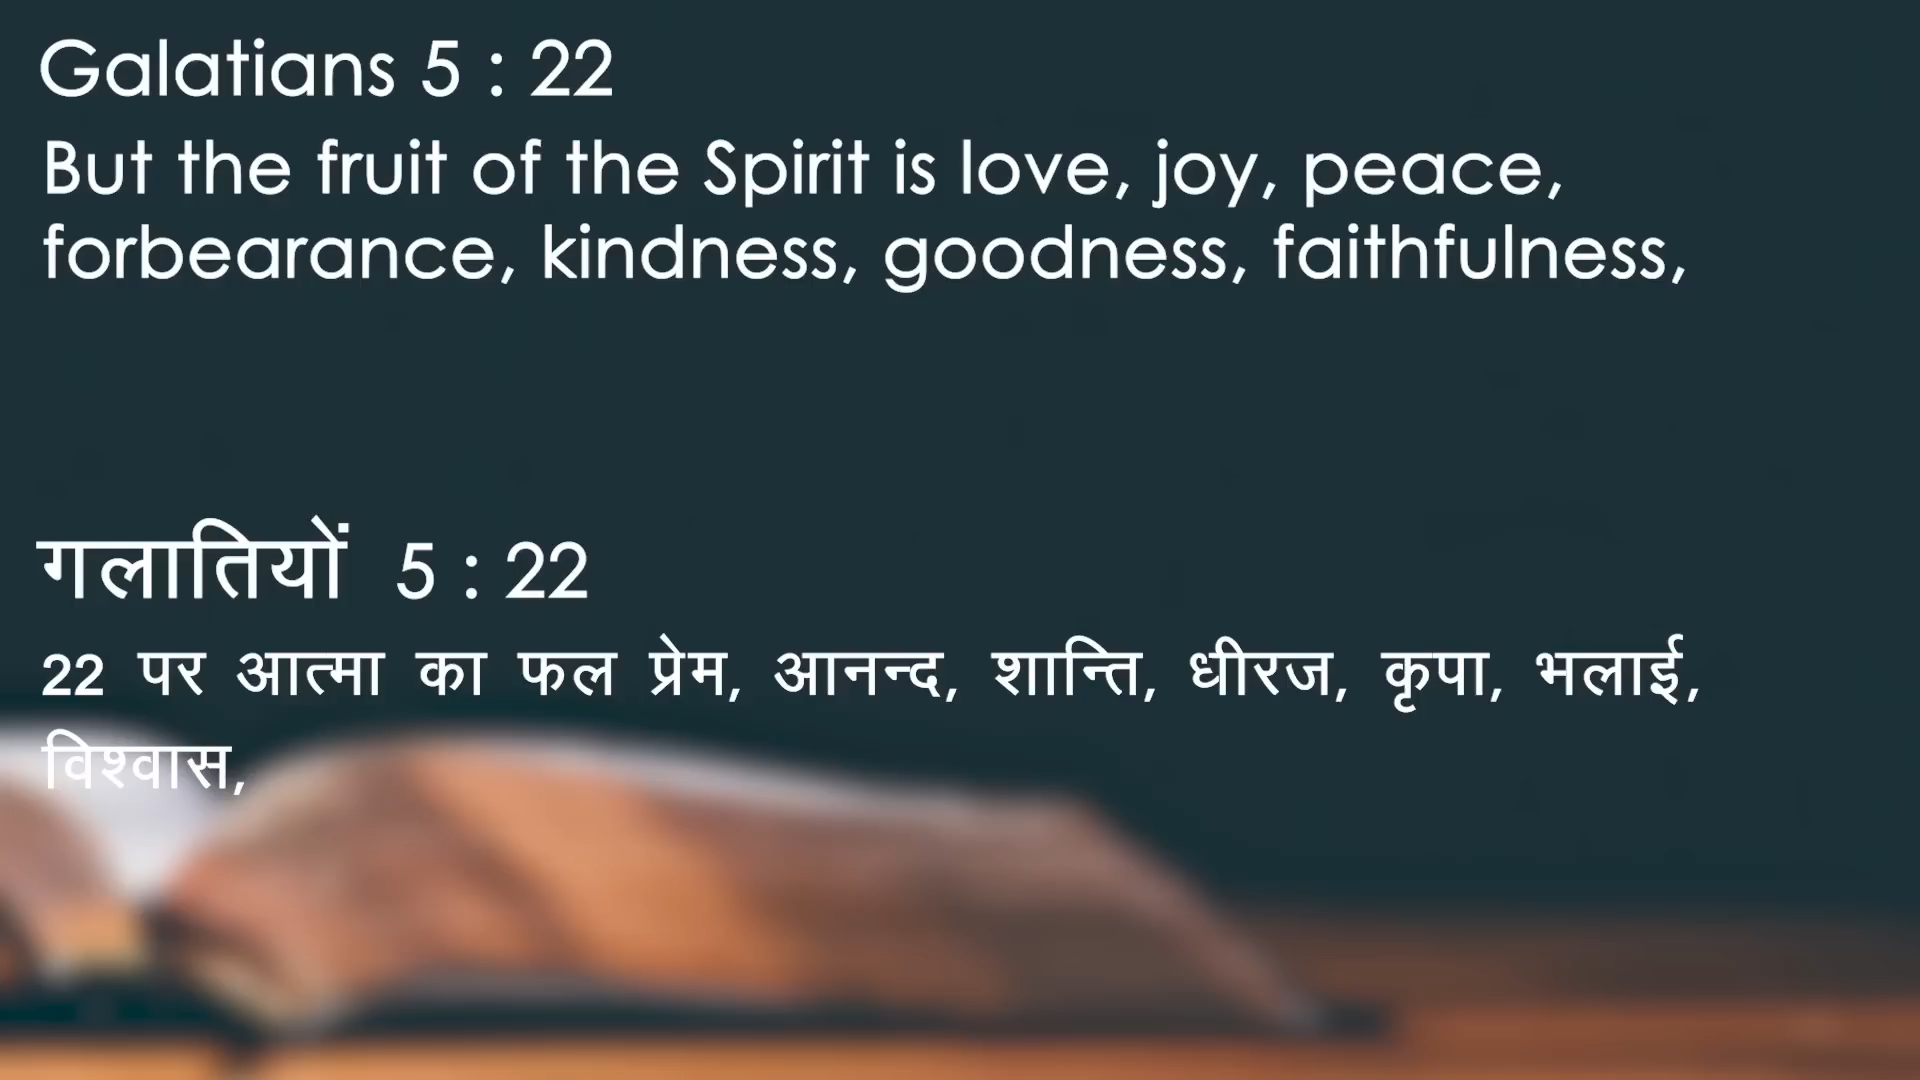 Galatians 5 : 22
But the fruit of the Spirit is love, joy, peace,
forbearance, kindness, goodness, faithfulness,
गलातियों 5 : 22
22 पर आत्मा का फल प्रेम, आनन्द, शान्ति, धीरज, कृपा, भलाई,
विश्वास,